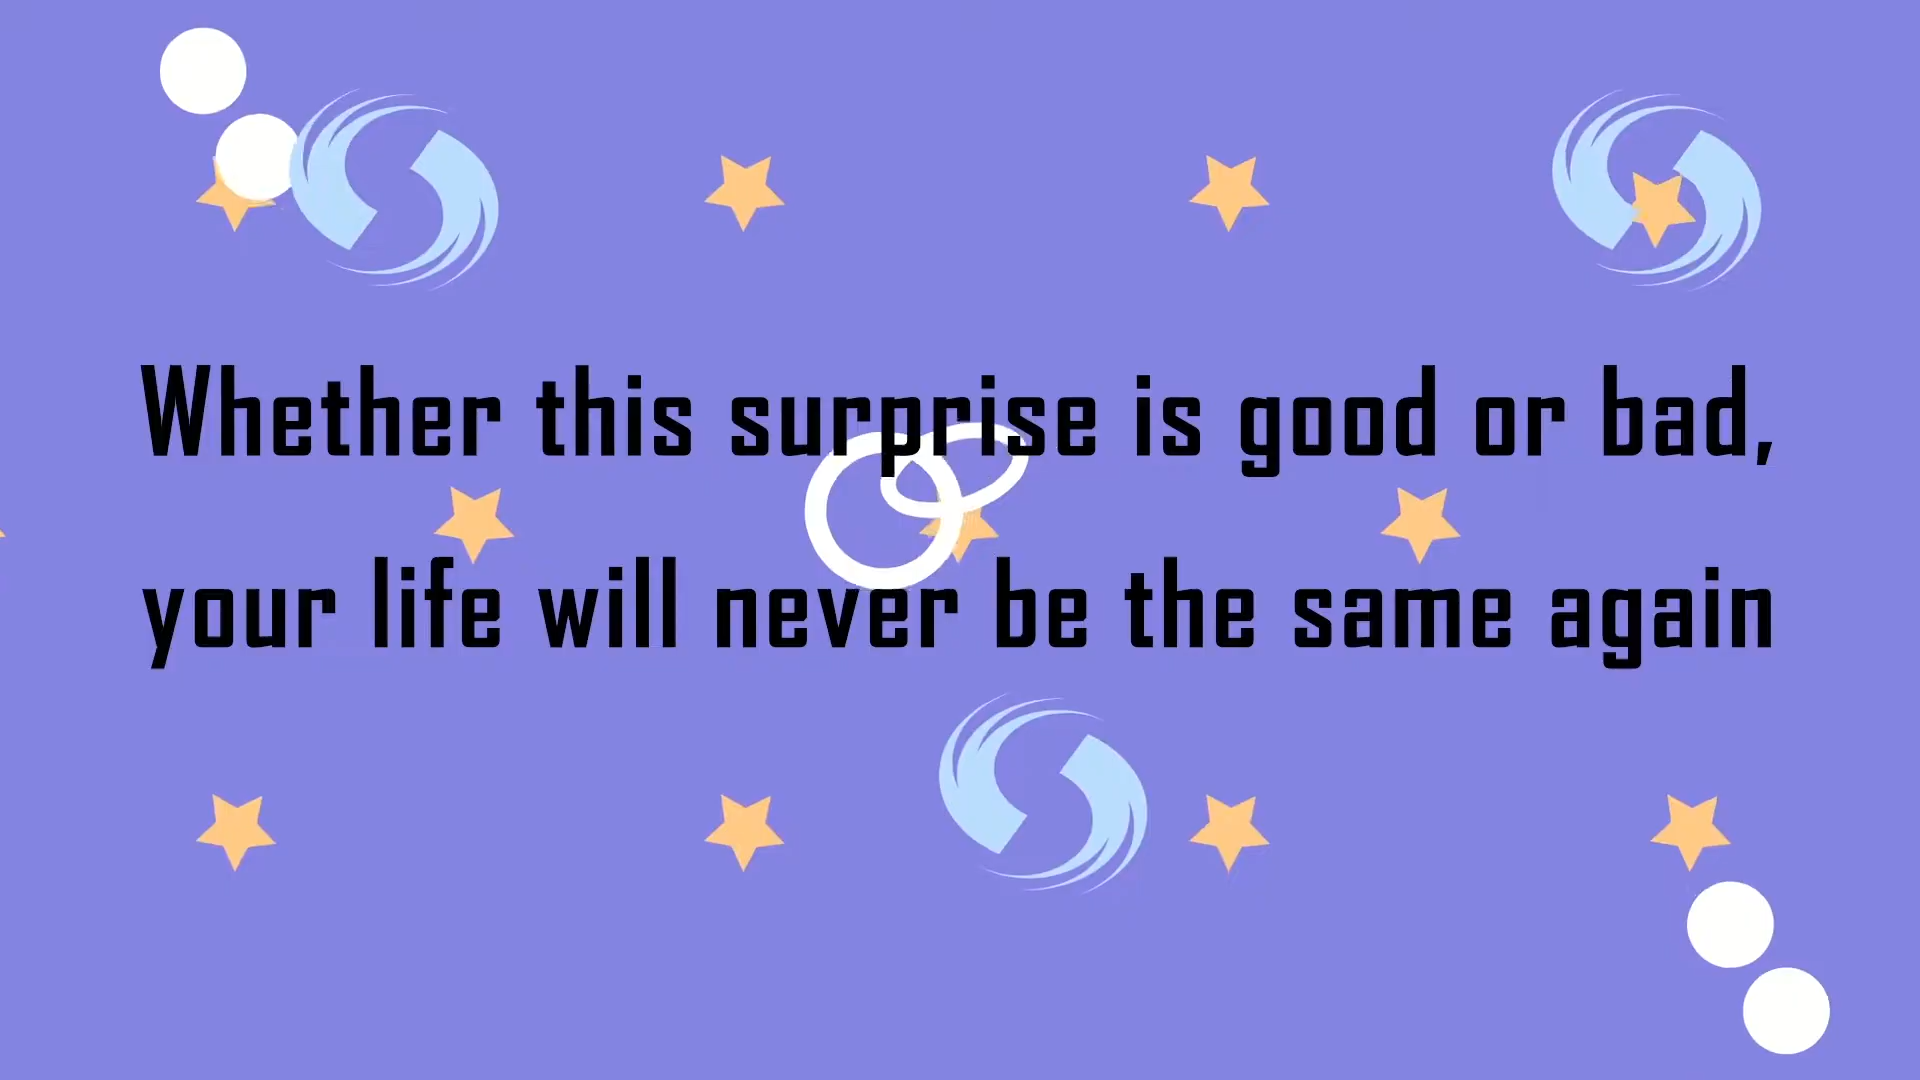 Whether this surprise is good or bad,
your life will never be the same again